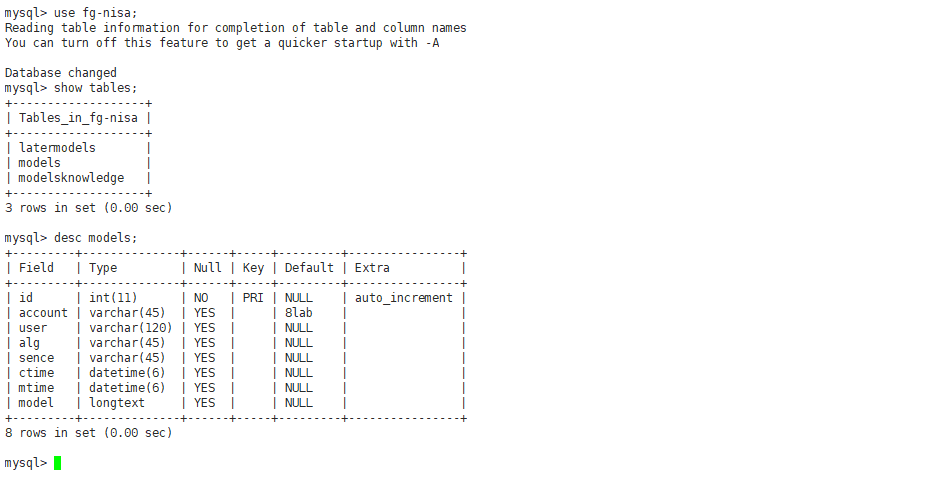 mysql> use fg-nisa;
Reading table information for completion of table and column names
You can turn off this feature to get a quicker startup with -A
Database changed
mysql> show tables;
+-------------------+
| Tables_in_fg-nisa |
+-------------------+
| latermodels       |
| models            |
| modelsknowledge   |
+-------------------+
3 rows in set (0.00 sec)
mysql> desc models;
+---------+--------------+------+-----+---------+----------------+
| Field   | Type         | Null | Key | Default | Extra          |
+---------+--------------+------+-----+---------+----------------+
| id      | int(11)      | NO   | PRI | NULL    | auto_increment |
| account | varchar(45)  | YES  |     | 8lab    |                |
| user    | varchar(120) | YES  |     | NULL    |                |
| alg     | varchar(45)  | YES  |     | NULL    |                |
| sence   | varchar(45)  | YES  |     | NULL    |                |
| ctime   | datetime(6)  | YES  |     | NULL    |                |
| mtime   | datetime(6)  | YES  |     | NULL    |                |
| model   | longtext     | YES  |     | NULL    |                |
+---------+--------------+------+-----+---------+----------------+
8 rows in set (0.00 sec)
mysql>